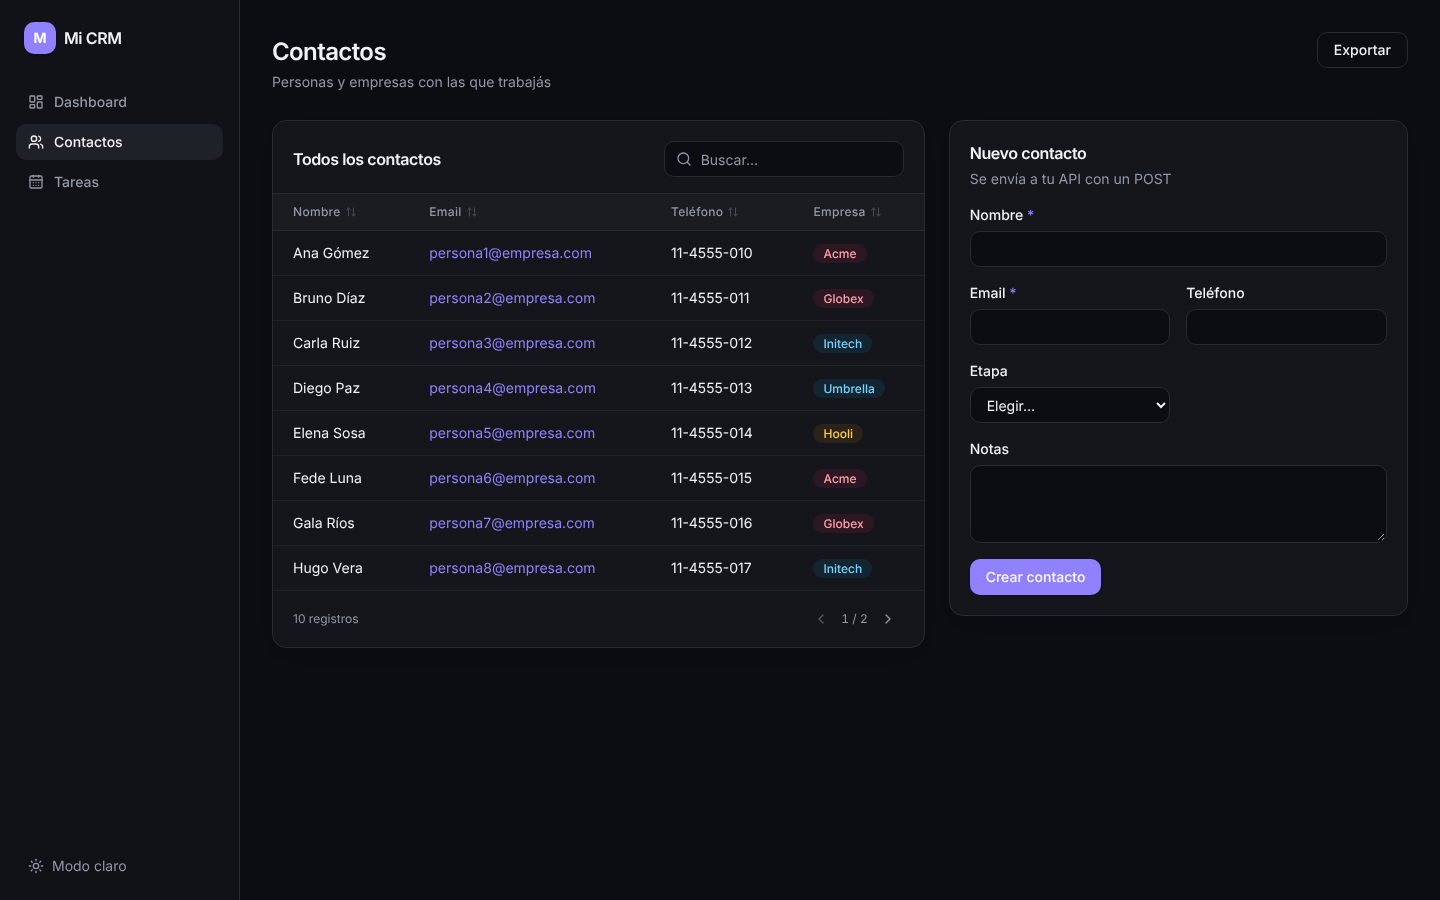 M Mi CRM
Dashboard
Contactos
Tareas
Modo claro
Contactos
Personas y empresas con las que trabajás
Exportar
Todos los contactos
Buscar...
Nombre Email Teléfono Empresa
Ana Gómez persona1@empresa.com 11-4555-010 Acme
Bruno Díaz persona2@empresa.com 11-4555-011 Globex
Carla Ruiz persona3@empresa.com 11-4555-012 Initech
Diego Paz persona4@empresa.com 11-4555-013 Umbrella
Elena Sosa persona5@empresa.com 11-4555-014 Hooli
Fede Luna persona6@empresa.com 11-4555-015 Acme
Gala Ríos persona7@empresa.com 11-4555-016 Globex
Hugo Vera persona8@empresa.com 11-4555-017 Initech
10 registros 1 / 2
Nuevo contacto
Se envía a tu API con un POST
Nombre *
Email * Teléfono
Etapa
Elegir...
Notas
Crear contacto